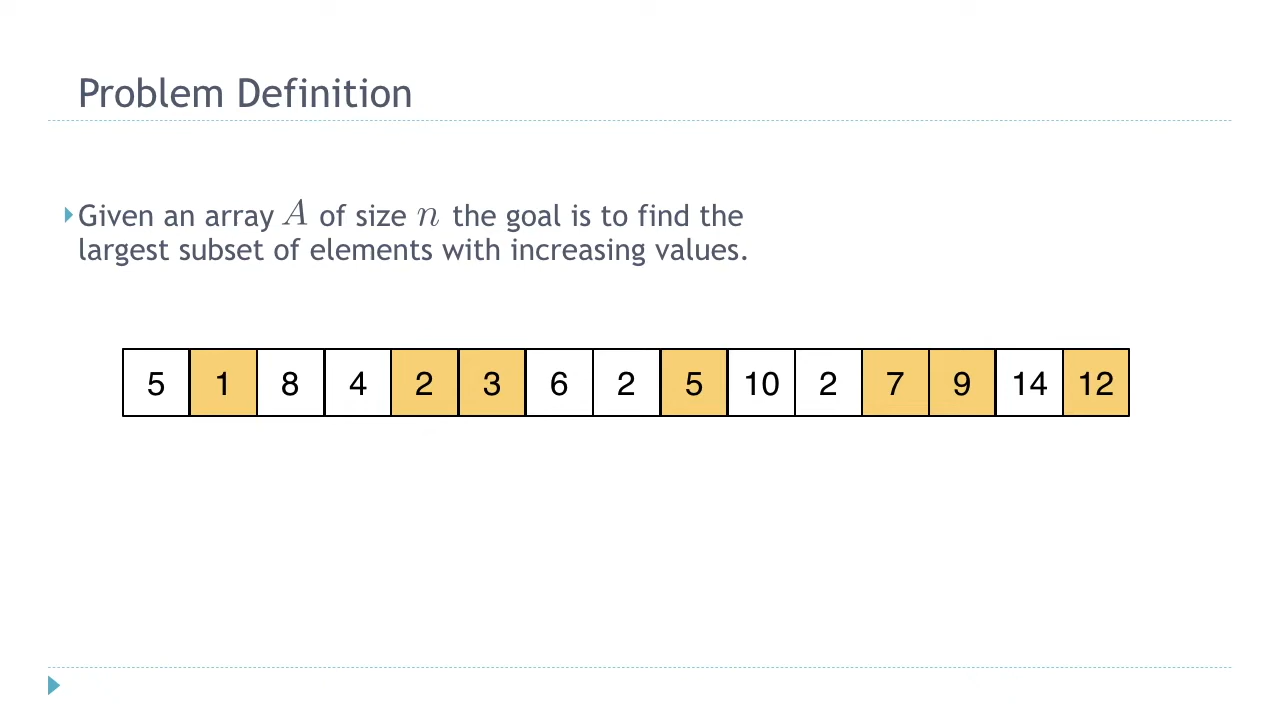 Problem Definition
Given an array A of size n the goal is to find the
largest subset of elements with increasing values.
5 1 8 4 2 3 6 2 5 10 2 7 9 14 12